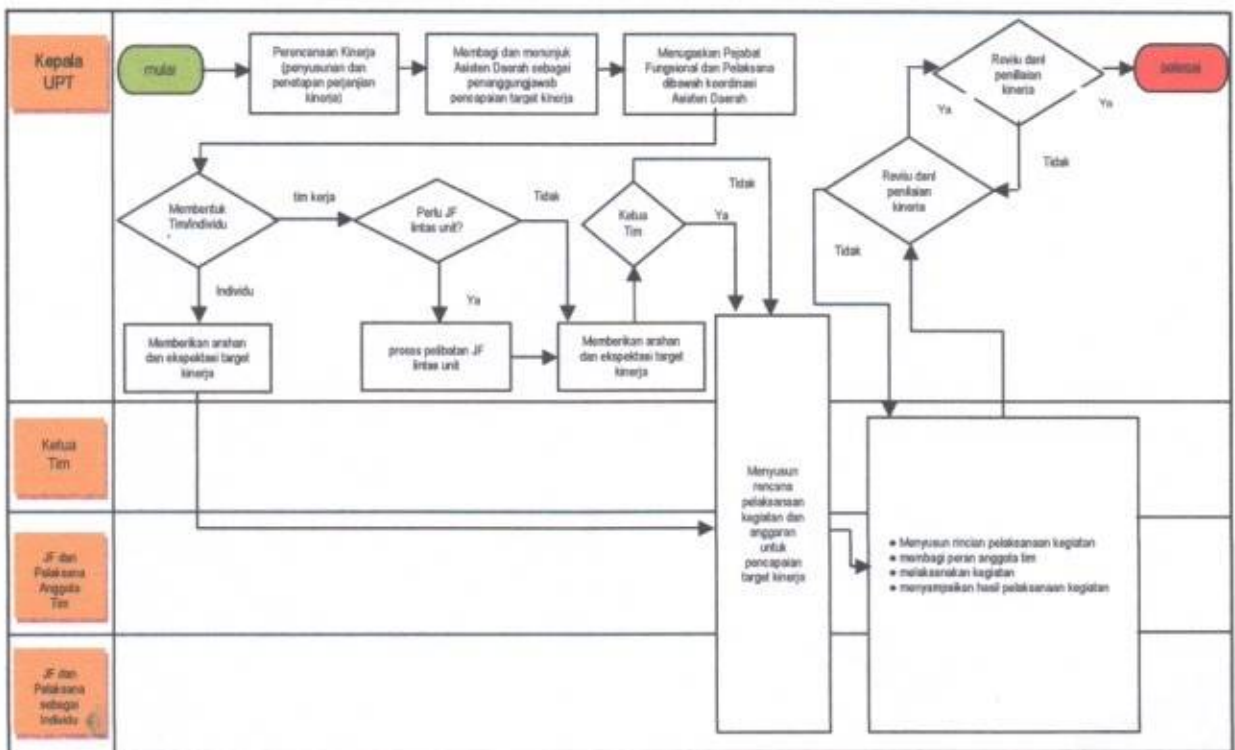 Kepala
UPT
mulai
Perencanaan Kinerja
(penyusunan dan
penetapan perjanjian
kinerja)
Membagi dan menunjuk
Asisten Daerah sebagai
penanggungjawab
pencapaian target kinerja
Menugaskan Pejabat
Fungsional dan Pelaksana
dibawah koordinasi
Asisten Daerah
Reviu dan
penilaian
kinerja
selesai
Ya
Ya
Tidak
Reviu dan
penilaian
kinerja
Tidak
Membentuk
Tim/Individu
tim kerja
Perlu JF
lintas unit?
Tidak
Ketua
Tim
Tidak
Ya
Individu
Ya
Memberikan arahan
dan ekspektasi target
kinerja
proses pelibatan JF
lintas unit
Memberikan arahan
dan ekspektasi target
kinerja
Ketua
Tim
Menyusun
rencana
pelaksanaan
kegiatan dan
anggaran
untuk
pencapaian
target kinerja
JF dan
Pelaksana
Anggota
Tim
• Menyusun rincian pelaksanaan kegiatan
• membagi peran anggota tim
• melaksanakan kegiatan
• menyampaikan hasil pelaksanaan kegiatan
JF dan
Pelaksana
sebagai
Individu